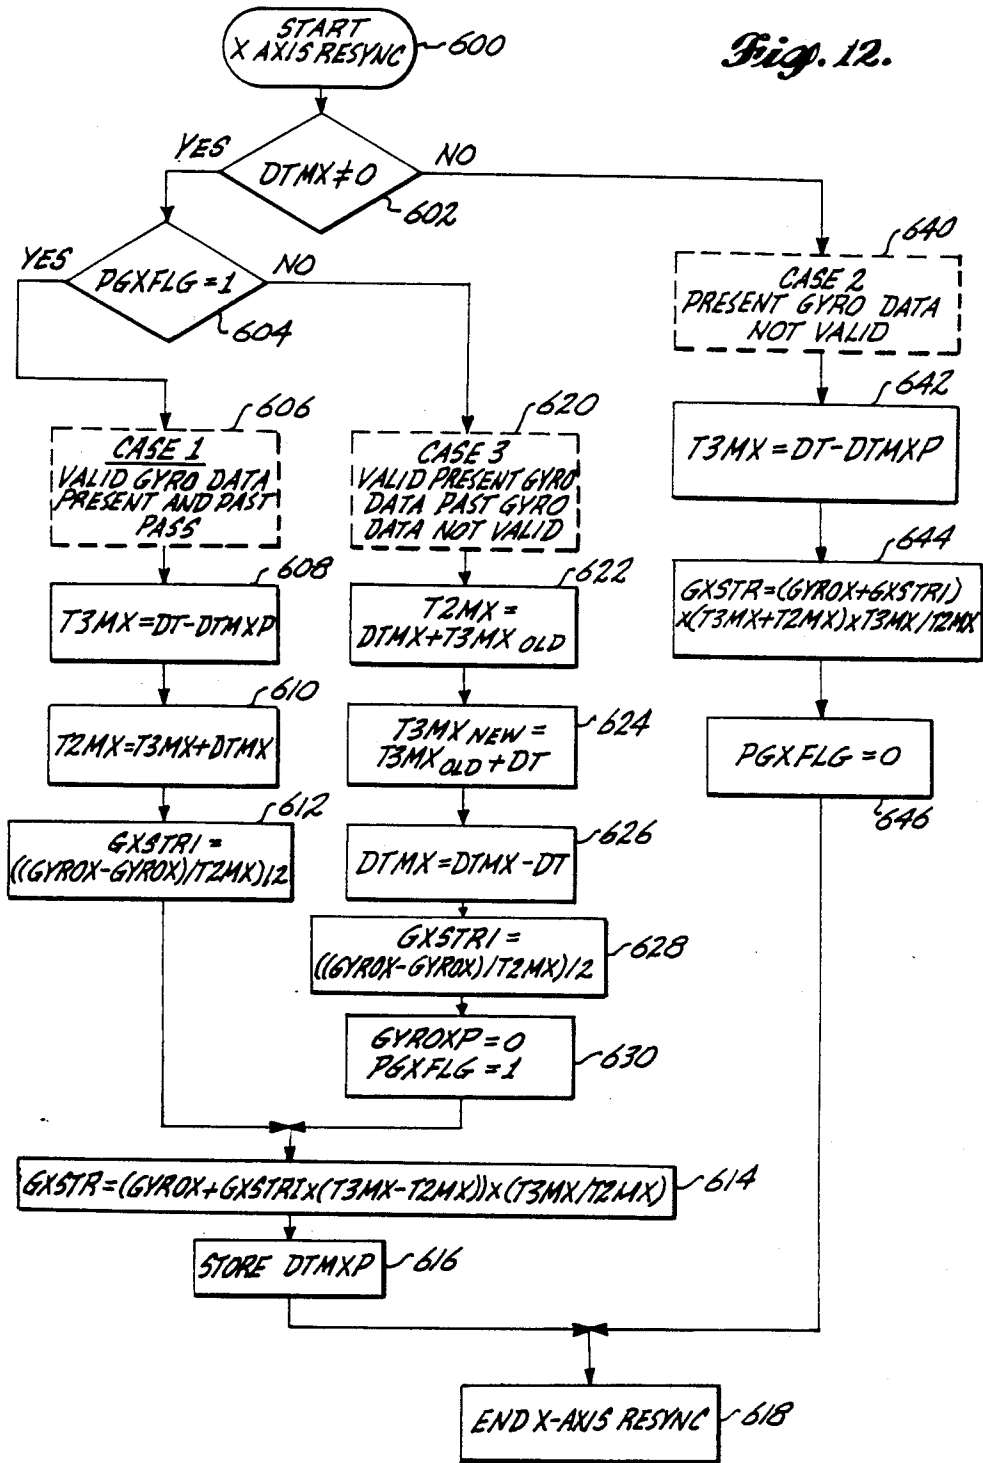 START
X AXIS RESYNC
600
Fig. 12.
YES
DTMX≠0
NO
602
YES
PGXFLG=1
NO
604
640
CASE 2
PRESENT GYRO DATA
NOT VALID
642
T3MX=DT-DTMXP
644
GXSTR=(GYROX+GXSTRI)
x(T3MX+T2MX)xT3MX/T2MX
PGXFLG=0
646
606
CASE 1
VALID GYRO DATA
PRESENT AND PAST
PASS
608
T3MX=DT-DTMXP
610
T2MX=T3MX+DTMX
612
GXSTRI=
((GYROX-GYROX)/T2MX)/2
620
CASE 3
VALID PRESENT GYRO
DATA PAST GYRO
DATA NOT VALID
622
T2MX=
DTMX+T3MX OLD
T3MX NEW=
T3MX OLD+DT
624
DTMX=DTMX-DT
626
GXSTRI=
((GYROX-GYROX)/T2MX)/2
628
GYROXP=0
PGXFLG=1
630
GXSTR=(GYROX+GXSTRIx(T3MX-T2MX))x(T3MX/T2MX)
614
STORE DTMXP
616
END X-AXIS RESYNC
618